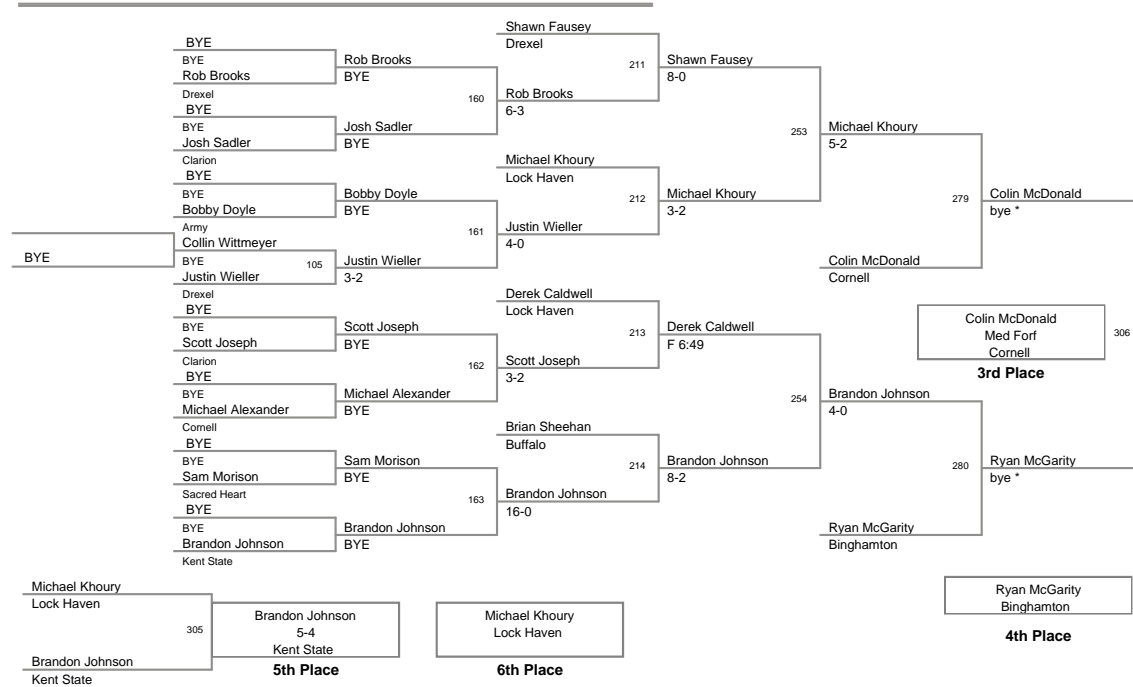 BYE
BYE
Rob Brooks
Drexel
BYE
BYE
Josh Sadler
Clarion
BYE
BYE
Bobby Doyle
Army
BYE
Collin Wittmeyer
BYE
Justin Wieller
Drexel
BYE
BYE
Scott Joseph
Clarion
BYE
BYE
Michael Alexander
Cornell
BYE
BYE
Sam Morison
Sacred Heart
BYE
BYE
Brandon Johnson
Kent State
Rob Brooks
BYE
Josh Sadler
BYE
Bobby Doyle
BYE
105
Justin Wieller
3-2
Scott Joseph
BYE
Michael Alexander
BYE
Sam Morison
BYE
Brandon Johnson
BYE
Shawn Fausey
Drexel
160
Rob Brooks
6-3
Michael Khoury
Lock Haven
161
Justin Wieller
4-0
Derek Caldwell
Lock Haven
162
Scott Joseph
3-2
Brian Sheehan
Buffalo
163
Brandon Johnson
16-0
211
Shawn Fausey
8-0
212
Michael Khoury
3-2
213
Derek Caldwell
F 6:49
214
Brandon Johnson
8-2
253
Michael Khoury
5-2
Colin McDonald
Cornell
254
Brandon Johnson
4-0
Ryan McGarity
Binghamton
279
Colin McDonald
bye *
280
Ryan McGarity
bye *
Colin McDonald
Med Forf
Cornell
306
3rd Place
Ryan McGarity
Binghamton
4th Place
Michael Khoury
Lock Haven
305
Brandon Johnson
Kent State
Brandon Johnson
5-4
Kent State
5th Place
Michael Khoury
Lock Haven
6th Place